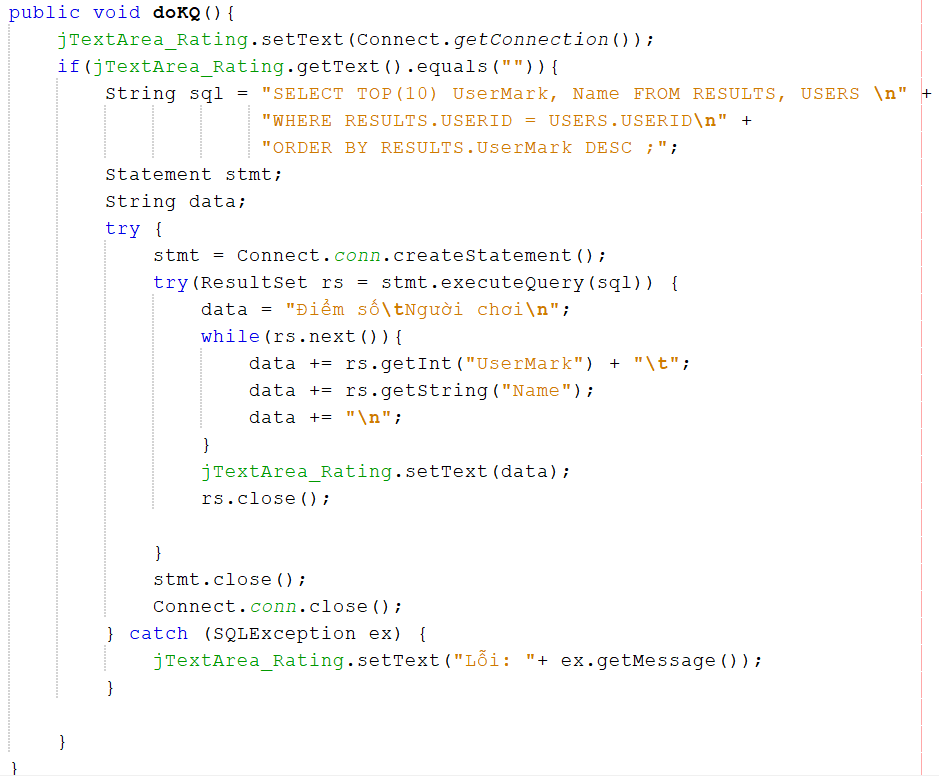 public void doKQ(){
jTextArea_Rating.setText(Connect.getConnection());
if(jTextArea_Rating.getText().equals("")){
String sql = "SELECT TOP(10) UserMark, Name FROM RESULTS, USERS \n" +
"WHERE RESULTS.USERID = USERS.USERID\n" +
"ORDER BY RESULTS.UserMark DESC ;";
Statement stmt;
String data;
try {
stmt = Connect.conn.createStatement();
try(ResultSet rs = stmt.executeQuery(sql)) {
data = "Điểm số\tNgười chơi\n";
while(rs.next()){
data += rs.getInt("UserMark") + "\t";
data += rs.getString("Name");
data += "\n";
}
jTextArea_Rating.setText(data);
rs.close();
}
stmt.close();
Connect.conn.close();
} catch (SQLException ex) {
jTextArea_Rating.setText("Lỗi: "+ ex.getMessage());
}
}
}